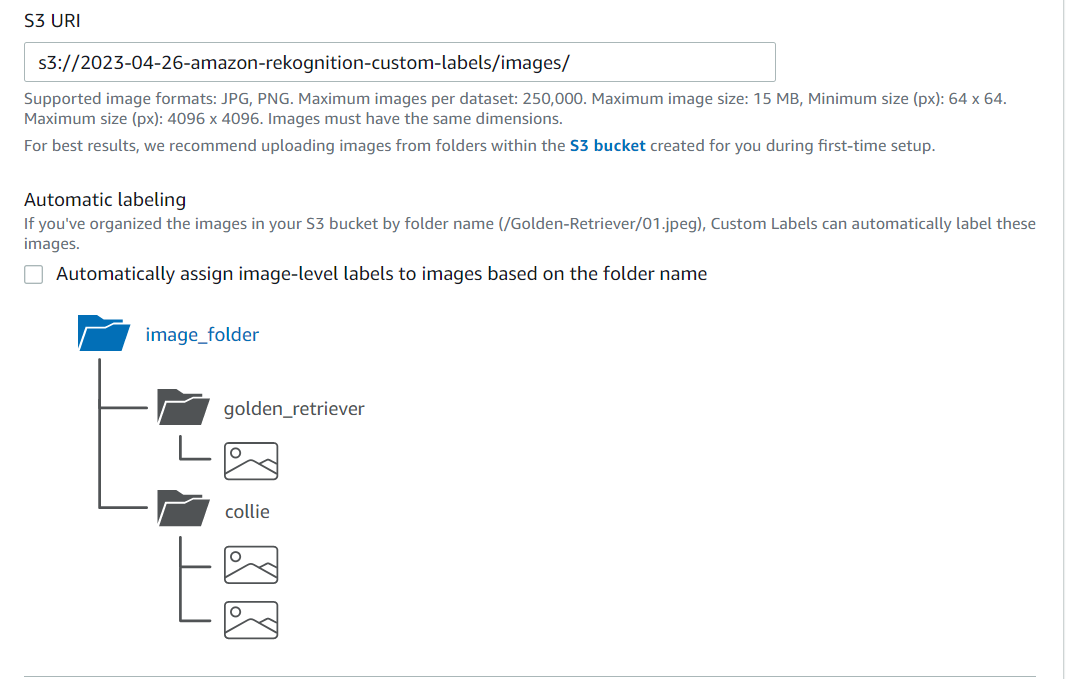 S3 URI
s3://2023-04-26-amazon-rekognition-custom-labels/images/
Supported image formats: JPG, PNG. Maximum images per dataset: 250,000. Maximum image size: 15 MB, Minimum size (px): 64 x 64.
Maximum size (px): 4096 x 4096. Images must have the same dimensions.
For best results, we recommend uploading images from folders within the S3 bucket created for you during first-time setup.
Automatic labeling
If you've organized the images in your S3 bucket by folder name (/Golden-Retriever/01.jpeg), Custom Labels can automatically label these
images.
Automatically assign image-level labels to images based on the folder name
image_folder
golden_retriever
collie